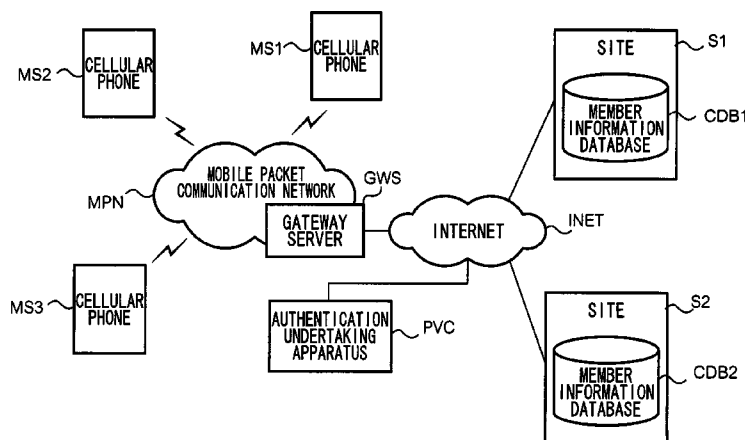 MS2
CELLULAR
PHONE
MS1
CELLULAR
PHONE
SITE
S1
MEMBER
INFORMATION
DATABASE
CDB1
MPN
MOBILE PACKET
COMMUNICATION NETWORK
GWS
GATEWAY
SERVER
INTERNET
INET
MS3
CELLULAR
PHONE
AUTHENTICATION
UNDERTAKING
APPARATUS
PVC
SITE
S2
MEMBER
INFORMATION
DATABASE
CDB2